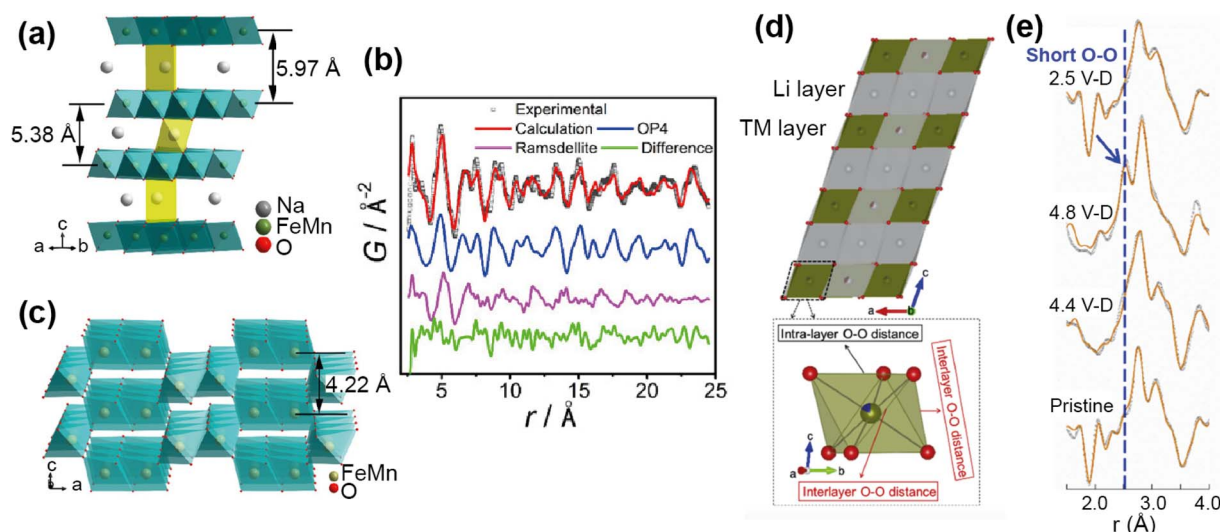 (a)
5.97 Å
5.38 Å
Na
FeMn
O
c
a
b
(b)
Experimental
Calculation
OP4
Ramsdellite
Difference
G / Å⁻²
5
10
15
20
25
r / Å
(c)
4.22 Å
FeMn
O
c
b
a
(d)
Li layer
TM layer
c
a
b
Intra-layer O-O distance
Interlayer O-O distance
Interlayer O-O distance
c
a
b
(e)
Short O-O
2.5 V-D
4.8 V-D
4.4 V-D
Pristine
2.0
3.0
4.0
r (Å)